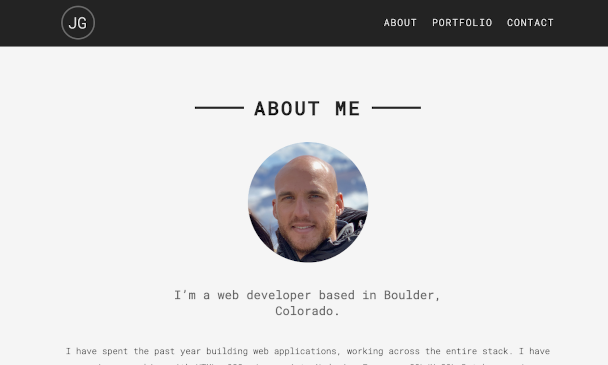 JG
ABOUT PORTFOLIO CONTACT
ABOUT ME
I'm a web developer based in Boulder,
Colorado.
I have spent the past year building web applications, working across the entire stack. I have